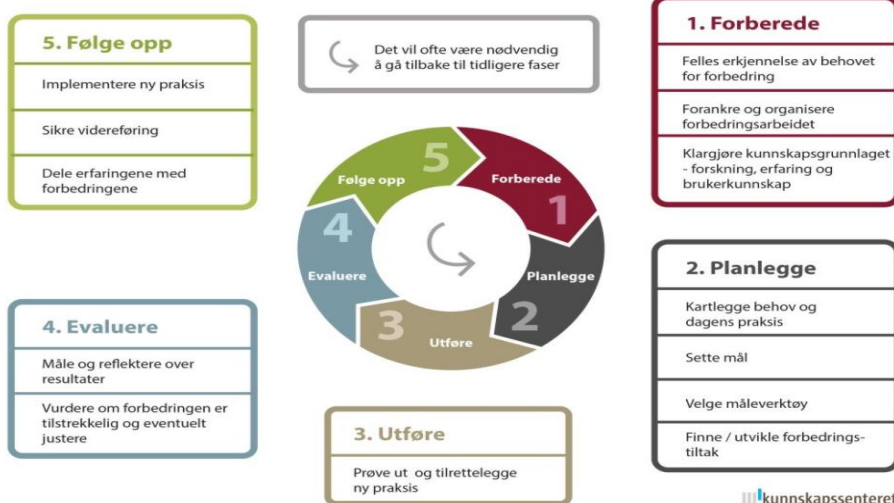 5. Følge opp
Implementere ny praksis
Sikre videreføring
Dele erfaringene med
forbedringene
Det vil ofte være nødvendig
å gå tilbake til tidligere faser
1. Forberede
Felles erkjennelse av behovet
for forbedring
Forankre og organisere
forbedringsarbeidet
Klargjøre kunnskapsgrunnlaget
- forskning, erfaring og
brukerkunnskap
5
Følge opp
Forberede
1
4
Evaluere
Planlegge
2
3
Utføre
2. Planlegge
Kartlegge behov og
dagens praksis
Sette mål
Velge måleverktøy
Finne / utvikle forbedrings-
tiltak
4. Evaluere
Måle og reflektere over
resultater
Vurdere om forbedringen er
tilstrekkelig og eventuelt
justere
3. Utføre
Prøve ut og tilrettelegge
ny praksis
kunnskapssenteret